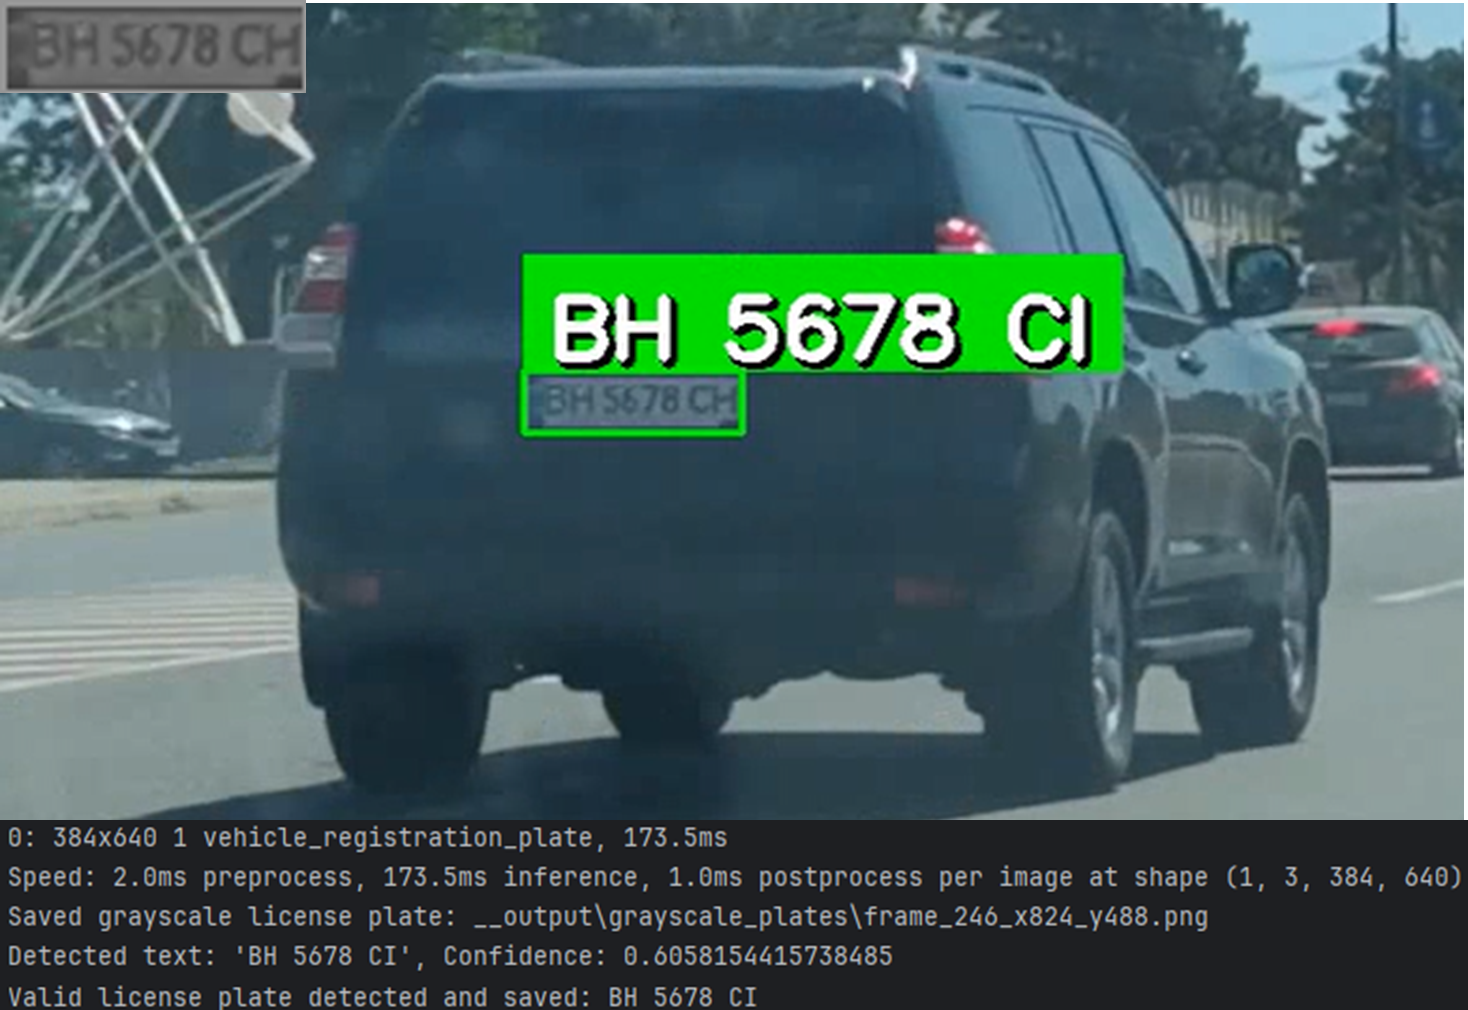 BH 5678 CH
BH 5678 CI
BH 5678 CH
0: 384x640 1 vehicle_registration_plate, 173.5ms
Speed: 2.0ms preprocess, 173.5ms inference, 1.0ms postprocess per image at shape (1, 3, 384, 640)
Saved grayscale license plate: __output\grayscale_plates\frame_246_x824_y488.png
Detected text: 'BH 5678 CI', Confidence: 0.6058154415738485
Valid license plate detected and saved: BH 5678 CI